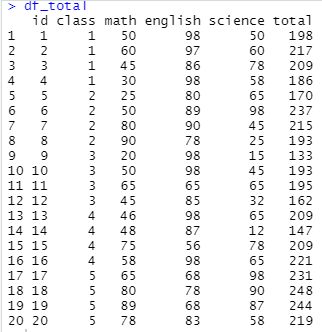 > df_total
id class math english science total
1 1 1 50 98 50 198
2 2 1 60 97 60 217
3 3 1 45 86 78 209
4 4 1 30 98 58 186
5 5 2 25 80 65 170
6 6 2 50 89 98 237
7 7 2 80 90 45 215
8 8 2 90 78 25 193
9 9 3 20 98 15 133
10 10 3 50 98 45 193
11 11 3 65 65 65 195
12 12 3 45 85 32 162
13 13 4 46 98 65 209
14 14 4 48 87 12 147
15 15 4 75 56 78 209
16 16 4 58 98 65 221
17 17 5 65 68 98 231
18 18 5 80 78 90 248
19 19 5 89 68 87 244
20 20 5 78 83 58 219